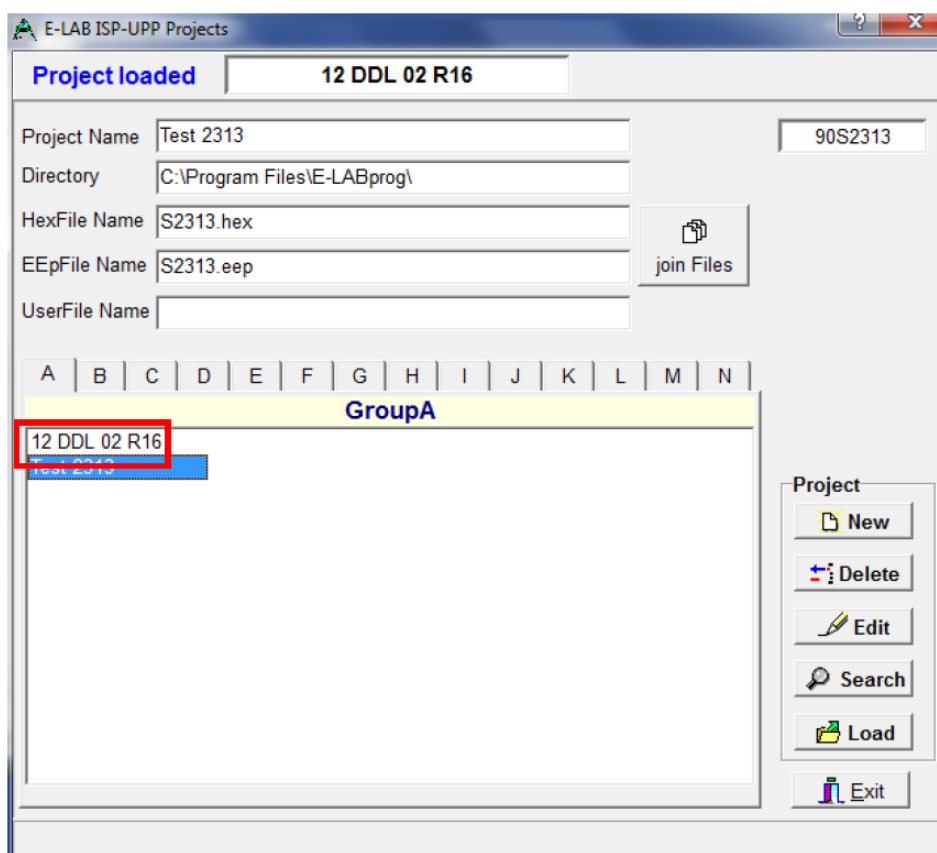 E-LAB ISP-UPP Projects
Project loaded 12 DDL 02 R16
Project Name Test 2313 90S2313
Directory C:\Program Files\E-LABprog\
HexFile Name S2313.hex
EEpFile Name S2313.eep join Files
UserFile Name
A B C D E F G H I J K L M N
GroupA
12 DDL 02 R16
Test 2313
Project
New
Delete
Edit
Search
Load
Exit